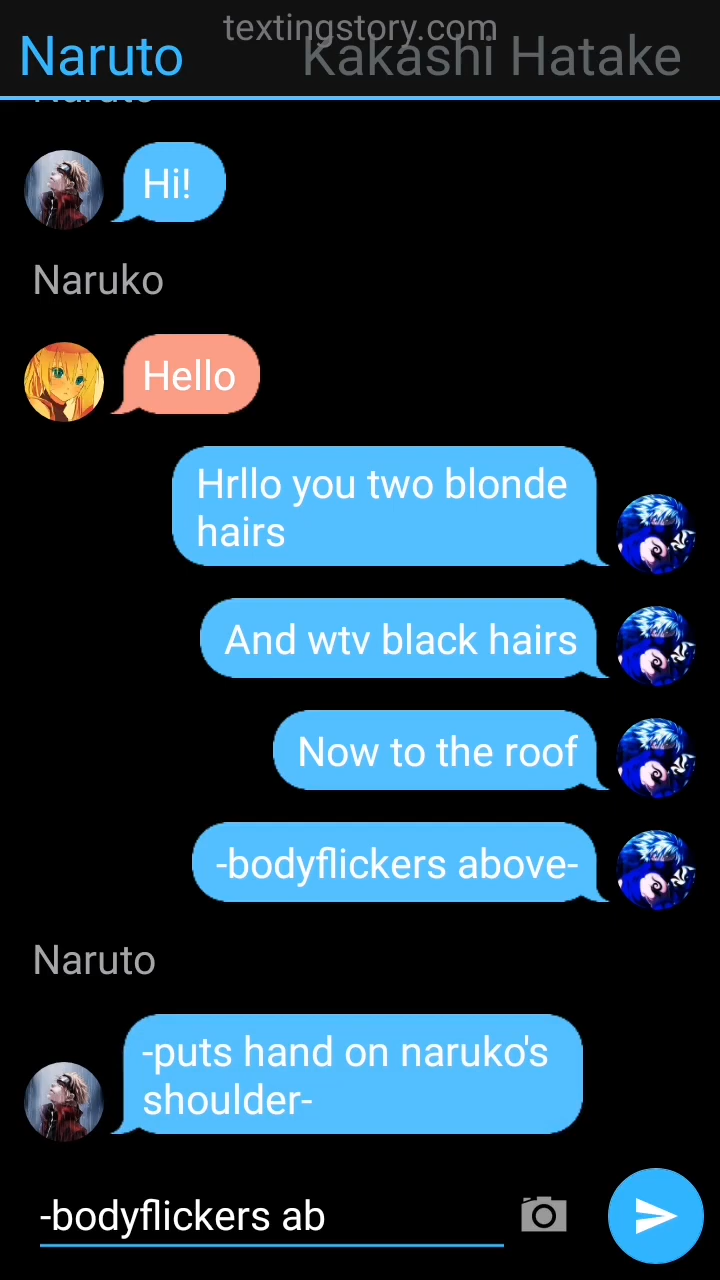 textingstory.com
Naruto
Kakashi Hatake
Naruto
Hi!
Naruko
Hello
Hrllo you two blonde
hairs
And wtv black hairs
Now to the roof
-bodyflickers above-
Naruto
-puts hand on naruko's
shoulder-
-bodyflickers ab